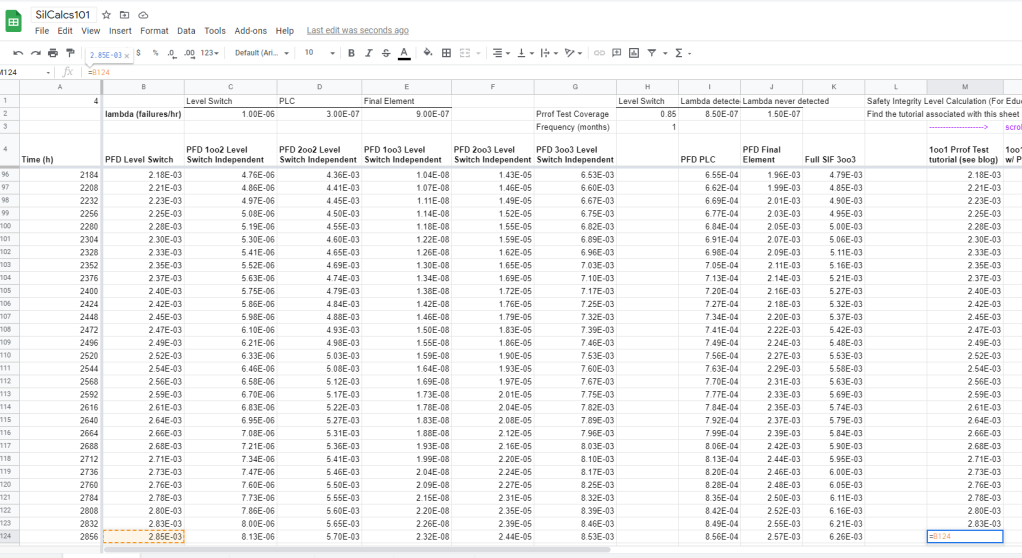 SilCalcs101
File Edit View Insert Format Data Tools Add-ons Help Last edit was seconds ago
2.85E-03 × $ % .0 .00 123 Default (Ari... 10 B I S A
M124 fx =B124
A B C D E F G H I J K L M
1 4 Level Switch PLC Final Element Level Switch Lambda detecte Lambda never detected Safety Integrity Level Calculation (For Edu
2 lambda (failures/hr) 1.00E-06 3.00E-07 9.00E-07 Prrof Test Coverage 0.85 8.50E-07 1.50E-07 Find the tutorial associated with this sheet
3 Frequency (months) 1 --------------------> scrol
4 Time (h) PFD Level Switch PFD 1oo2 Level Switch Independent PFD 2oo2 Level Switch Independent PFD 1oo3 Level Switch Independent PFD 2oo3 Level Switch Independent PFD 3oo3 Level Switch Independent PFD PLC PFD Final Element Full SIF 3oo3 1oo1 Prrof Test tutorial (see blog) 1oo w/ P
96 2184 2.18E-03 4.76E-06 4.36E-03 1.04E-08 1.43E-05 6.53E-03 6.55E-04 1.96E-03 4.79E-03 2.18E-03
97 2208 2.21E-03 4.86E-06 4.41E-03 1.07E-08 1.46E-05 6.60E-03 6.62E-04 1.99E-03 4.85E-03 2.21E-03
98 2232 2.23E-03 4.97E-06 4.45E-03 1.11E-08 1.49E-05 6.67E-03 6.69E-04 2.01E-03 4.90E-03 2.23E-03
99 2256 2.25E-03 5.08E-06 4.50E-03 1.14E-08 1.52E-05 6.75E-03 6.77E-04 2.03E-03 4.95E-03 2.25E-03
100 2280 2.28E-03 5.19E-06 4.55E-03 1.18E-08 1.55E-05 6.82E-03 6.84E-04 2.05E-03 5.00E-03 2.28E-03
101 2304 2.30E-03 5.30E-06 4.60E-03 1.22E-08 1.59E-05 6.89E-03 6.91E-04 2.07E-03 5.06E-03 2.30E-03
102 2328 2.33E-03 5.41E-06 4.65E-03 1.26E-08 1.62E-05 6.96E-03 6.98E-04 2.09E-03 5.11E-03 2.33E-03
103 2352 2.35E-03 5.52E-06 4.69E-03 1.30E-08 1.65E-05 7.03E-03 7.05E-04 2.11E-03 5.16E-03 2.35E-03
104 2376 2.37E-03 5.63E-06 4.74E-03 1.34E-08 1.69E-05 7.10E-03 7.13E-04 2.14E-03 5.21E-03 2.37E-03
105 2400 2.40E-03 5.75E-06 4.79E-03 1.38E-08 1.72E-05 7.17E-03 7.20E-04 2.16E-03 5.27E-03 2.40E-03
106 2424 2.42E-03 5.86E-06 4.84E-03 1.42E-08 1.76E-05 7.25E-03 7.27E-04 2.18E-03 5.32E-03 2.42E-03
107 2448 2.45E-03 5.98E-06 4.88E-03 1.46E-08 1.79E-05 7.32E-03 7.34E-04 2.20E-03 5.37E-03 2.45E-03
108 2472 2.47E-03 6.10E-06 4.93E-03 1.50E-08 1.83E-05 7.39E-03 7.41E-04 2.22E-03 5.42E-03 2.47E-03
109 2496 2.49E-03 6.21E-06 4.98E-03 1.55E-08 1.86E-05 7.46E-03 7.49E-04 2.24E-03 5.48E-03 2.49E-03
110 2520 2.52E-03 6.33E-06 5.03E-03 1.59E-08 1.90E-05 7.53E-03 7.56E-04 2.27E-03 5.53E-03 2.52E-03
111 2544 2.54E-03 6.46E-06 5.08E-03 1.64E-08 1.93E-05 7.60E-03 7.63E-04 2.29E-03 5.58E-03 2.54E-03
112 2568 2.56E-03 6.58E-06 5.12E-03 1.69E-08 1.97E-05 7.67E-03 7.70E-04 2.31E-03 5.63E-03 2.56E-03
113 2592 2.59E-03 6.70E-06 5.17E-03 1.73E-08 2.01E-05 7.75E-03 7.77E-04 2.33E-03 5.69E-03 2.59E-03
114 2616 2.61E-03 6.83E-06 5.22E-03 1.78E-08 2.04E-05 7.82E-03 7.84E-04 2.35E-03 5.74E-03 2.61E-03
115 2640 2.64E-03 6.95E-06 5.27E-03 1.83E-08 2.08E-05 7.89E-03 7.92E-04 2.37E-03 5.79E-03 2.64E-03
116 2664 2.66E-03 7.08E-06 5.31E-03 1.88E-08 2.12E-05 7.96E-03 7.99E-04 2.39E-03 5.84E-03 2.66E-03
117 2688 2.68E-03 7.21E-06 5.36E-03 1.93E-08 2.16E-05 8.03E-03 8.06E-04 2.42E-03 5.90E-03 2.68E-03
118 2712 2.71E-03 7.34E-06 5.41E-03 1.99E-08 2.20E-05 8.10E-03 8.13E-04 2.44E-03 5.95E-03 2.71E-03
119 2736 2.73E-03 7.47E-06 5.46E-03 2.04E-08 2.24E-05 8.17E-03 8.20E-04 2.46E-03 6.00E-03 2.73E-03
120 2760 2.76E-03 7.60E-06 5.50E-03 2.09E-08 2.27E-05 8.25E-03 8.28E-04 2.48E-03 6.05E-03 2.76E-03
121 2784 2.78E-03 7.73E-06 5.55E-03 2.15E-08 2.31E-05 8.32E-03 8.35E-04 2.50E-03 6.11E-03 2.78E-03
122 2808 2.80E-03 7.86E-06 5.60E-03 2.20E-08 2.35E-05 8.39E-03 8.42E-04 2.52E-03 6.16E-03 2.80E-03
123 2832 2.83E-03 8.00E-06 5.65E-03 2.26E-08 2.39E-05 8.46E-03 8.49E-04 2.55E-03 6.21E-03 2.83E-03
124 2856 2.85E-03 8.13E-06 5.70E-03 2.32E-08 2.44E-05 8.53E-03 8.56E-04 2.57E-03 6.26E-03 =B124